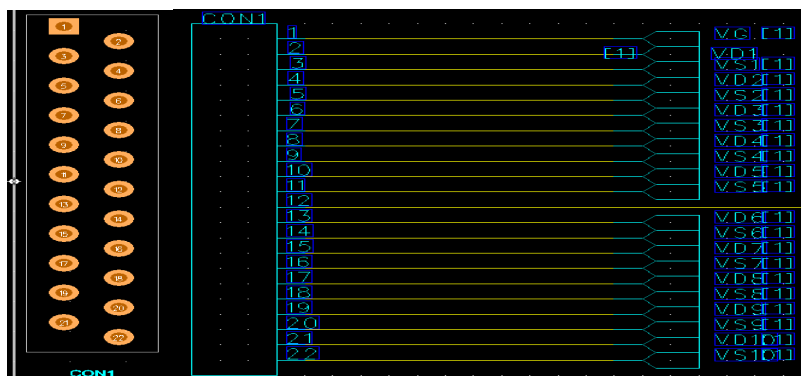 CON1
1 VG [1]
2 [1] VD1
3 VS1[1]
4 VD2[1]
5 VS2[1]
6 VD3[1]
7 VS3[1]
8 VD4[1]
9 VS4[1]
10 VD5[1]
11 VS5[1]
12
13 VD6[1]
14 VS6[1]
15 VD7[1]
16 VS7[1]
17 VD8[1]
18 VS8[1]
19 VD9[1]
20 VS9[1]
21
22
1
2
3
4
5
6
7
8
9
10
11
12
13
14
15
16
17
18
19
20
21
22
CON1